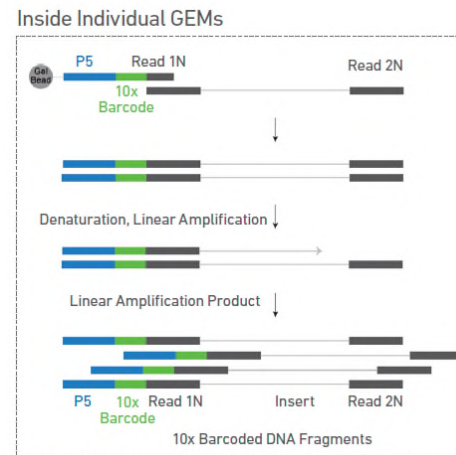 Inside Individual GEMs
Gel
Bead
P5
Read 1N
Read 2N
10x
Barcode
Denaturation, Linear Amplification
Linear Amplification Product
P5
10x
Barcode
Read 1N
Insert
Read 2N
10x Barcoded DNA Fragments